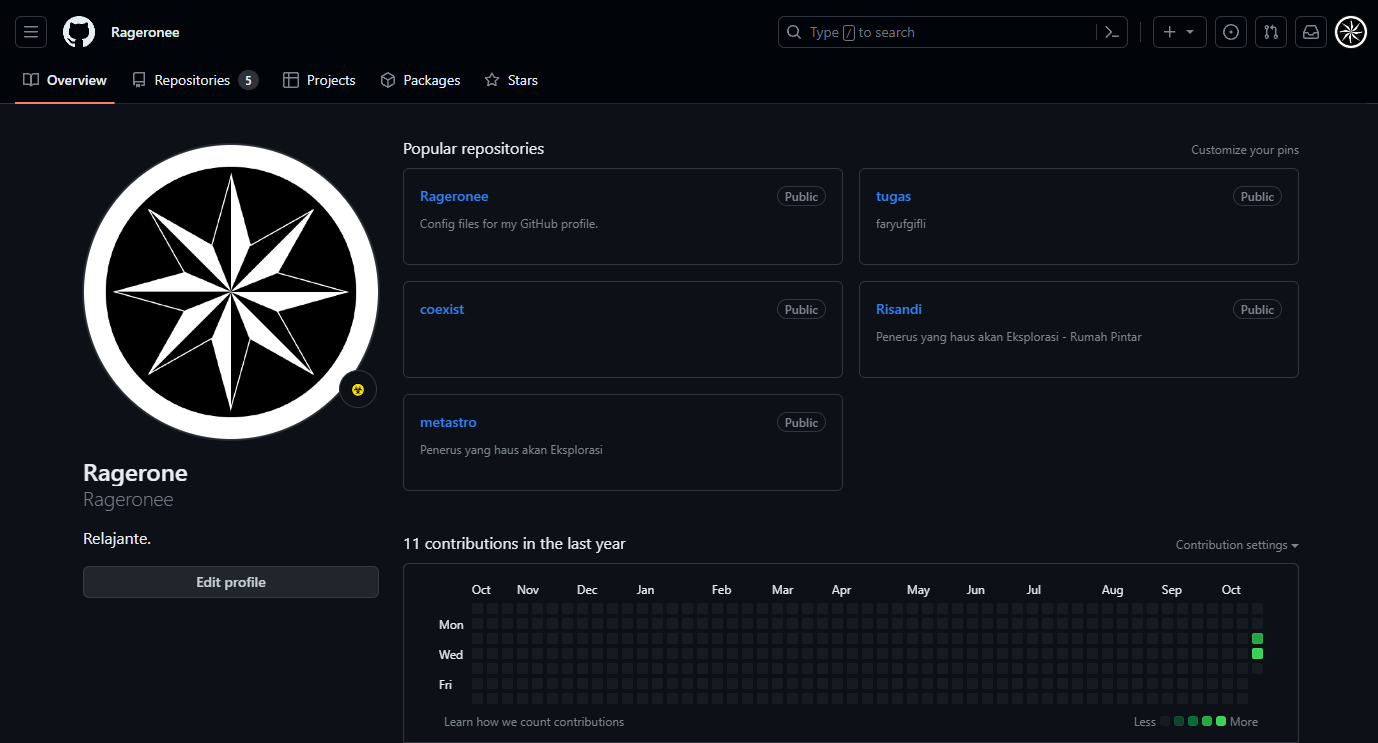 Rageronee
Type / to search
Overview
Repositories 5
Projects
Packages
Stars
Ragerone
Rageronee
Relajante.
Edit profile
Popular repositories
Customize your pins
Rageronee Public
Config files for my GitHub profile.
tugas Public
faryufgifli
coexist Public
Risandi Public
Penerus yang haus akan Eksplorasi - Rumah Pintar
metastro Public
Penerus yang haus akan Eksplorasi
11 contributions in the last year
Contribution settings
Oct Nov Dec Jan Feb Mar Apr May Jun Jul Aug Sep Oct
Mon
Wed
Fri
Learn how we count contributions
Less More